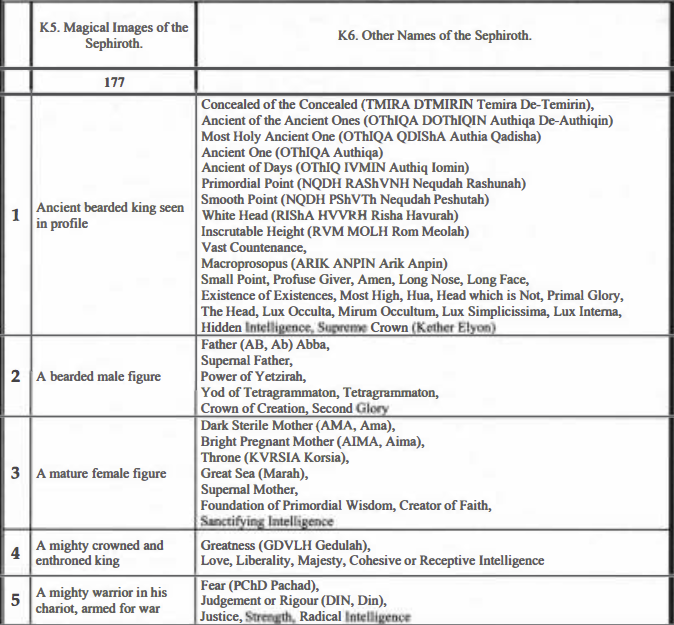 K5. Magical Images of the
Sephiroth.
K6. Other Names of the Sephiroth.
177
1
Ancient bearded king seen
in profile
Concealed of the Concealed (TMIRA DTMIRIN Temira De-Temirin),
Ancient of the Ancient Ones (OThIQA DOThIQIN Authiqa De-Authiqin)
Most Holy Ancient One (OThIQA QDIShA Authia Qadisha)
Ancient One (OThIQA Authiqa)
Ancient of Days (OThIQ IVMIN Authiq Iomin)
Primordial Point (NQDH RAShVNH Nequdah Rashunah)
Smooth Point (NQDH PShVTh Nequdah Peshutah)
White Head (RIShA HVVRH Risha Havurah)
Inscrutable Height (RVM MOLH Rom Meolah)
Vast Countenance,
Macroprosopus (ARIK ANPIN Arik Anpin)
Small Point, Profuse Giver, Amen, Long Nose, Long Face,
Existence of Existences, Most High, Hua, Head which is Not, Primal Glory,
The Head, Lux Occulta, Mirum Occultum, Lux Simplicissima, Lux Interna,
Hidden Intelligence, Supreme Crown (Kether Elyon)
2
A bearded male figure
Father (AB, Ab) Abba,
Supernal Father,
Power of Yetzirah,
Yod of Tetragrammaton, Tetragrammaton,
Crown of Creation, Second Glory
3
A mature female figure
Dark Sterile Mother (AMA, Ama),
Bright Pregnant Mother (AIMA, Aima),
Throne (KVRSIA Korsia),
Great Sea (Marah),
Supernal Mother,
Foundation of Primordial Wisdom, Creator of Faith,
Sanctifying Intelligence
4
A mighty crowned and
enthroned king
Greatness (GDVLH Gedulah),
Love, Liberality, Majesty, Cohesive or Receptive Intelligence
5
A mighty warrior in his
chariot, armed for war
Fear (PChD Pachad),
Judgement or Rigour (DIN, Din),
Justice, Strength, Radical Intelligence